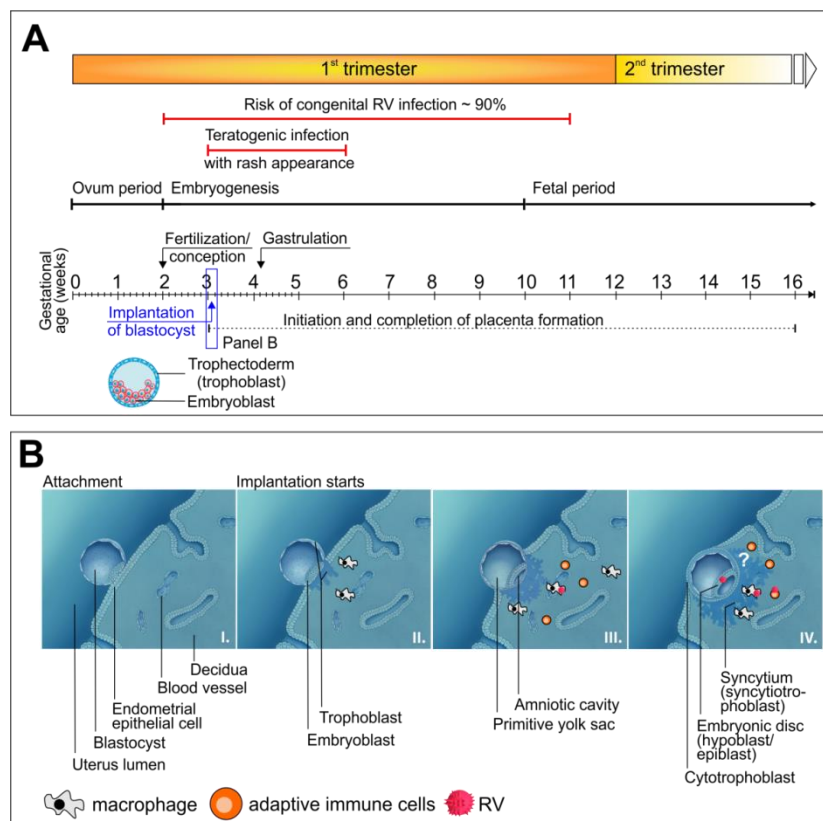 A
1st trimester
2nd trimester
Risk of congenital RV infection ~ 90%
Teratogenic infection
with rash appearance
Ovum period
Embryogenesis
Fetal period
Fertilization/
conception
Gastrulation
Gestational
age (weeks)
0 1 2 3 4 5 6 7 8 9 10 11 12 13 14 15 16
Implantation
of blastocyst
Initiation and completion of placenta formation
Panel B
Trophectoderm
(trophoblast)
Embryoblast
B
Attachment
Implantation starts
?
I.
II.
III.
IV.
Decidua
Blood vessel
Endometrial
epithelial cell
Blastocyst
Uterus lumen
Trophoblast
Embryoblast
Amniotic cavity
Primitive yolk sac
Syncytium
(syncytiotro-
phoblast)
Embryonic disc
(hypoblast/
epiblast)
Cytotrophoblast
macrophage
adaptive immune cells
RV